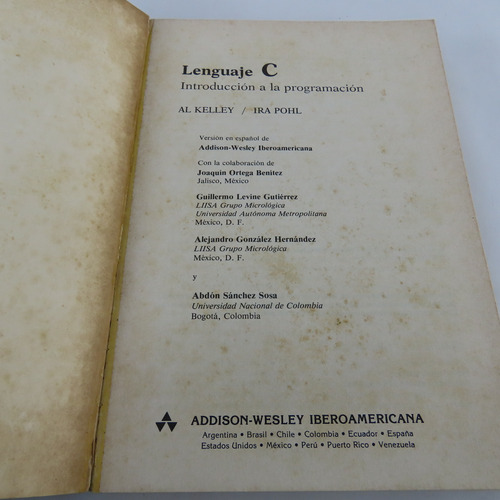 Lenguaje C
Introducción a la programación
AL KELLEY / IRA POHL
Versión en español de
Addison-Wesley Iberoamericana
Con la colaboración de
Joaquín Ortega Benítez
Jalisco, México
Guillermo Levine Gutiérrez
LIISA Grupo Micrológica
Universidad Autónoma Metropolitana
México, D. F.
Alejandro González Hernández
LIISA Grupo Micrológica
México, D. F.
y
Abdón Sánchez Sosa
Universidad Nacional de Colombia
Bogotá, Colombia
ADDISON-WESLEY IBEROAMERICANA
Argentina • Brasil • Chile • Colombia • Ecuador • España
Estados Unidos • México • Perú • Puerto Rico • Venezuela